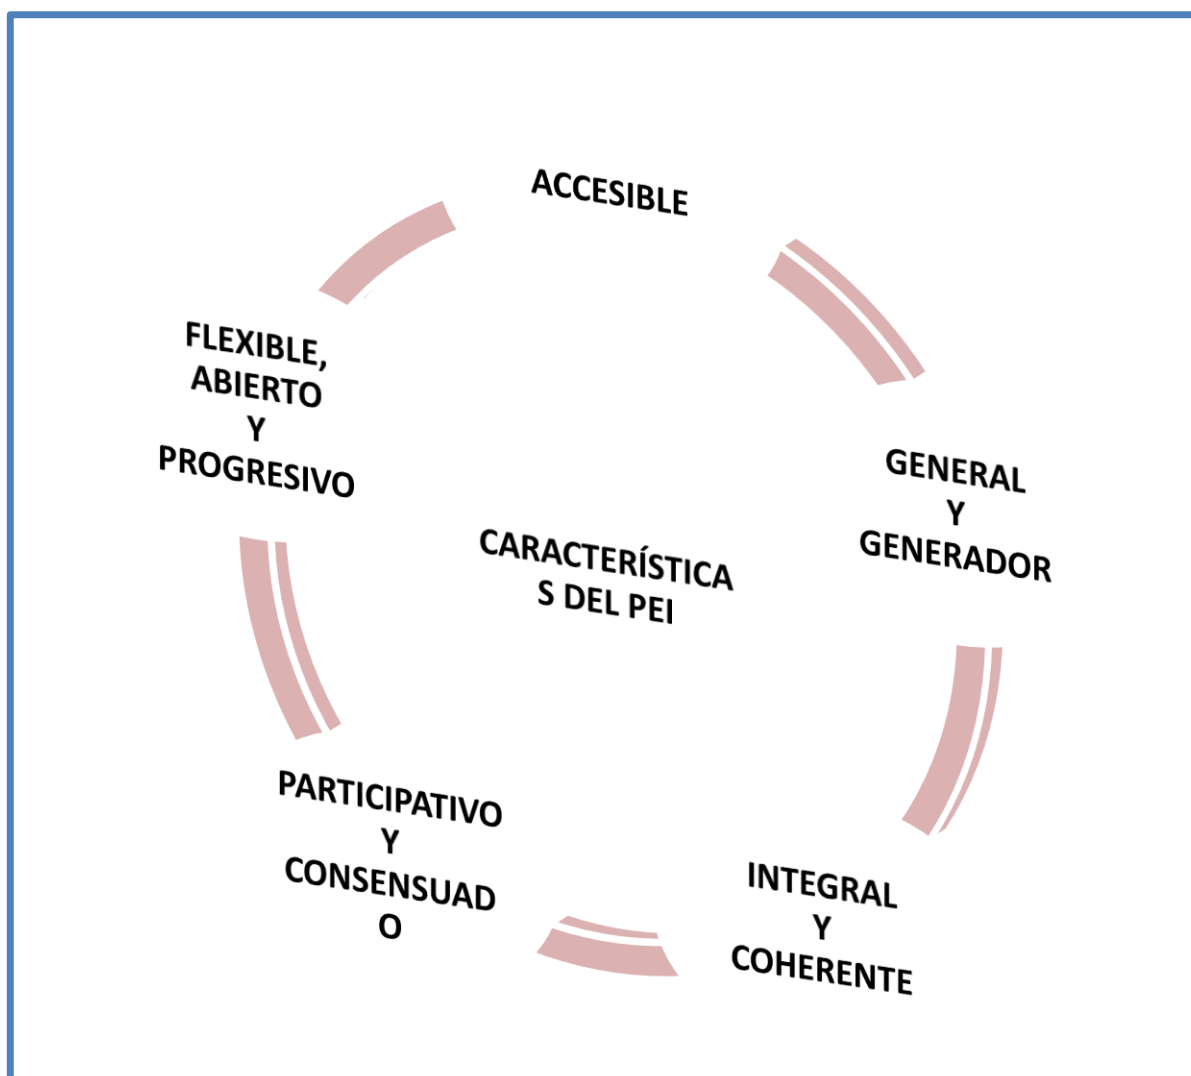 ACCESIBLE
GENERAL
Y
GENERADOR
INTEGRAL
Y
COHERENTE
PARTICIPATIVO
Y
CONSENSUAD
O
FLEXIBLE,
ABIERTO
Y
PROGRESIVO
CARACTERÍSTICA
S DEL PEI